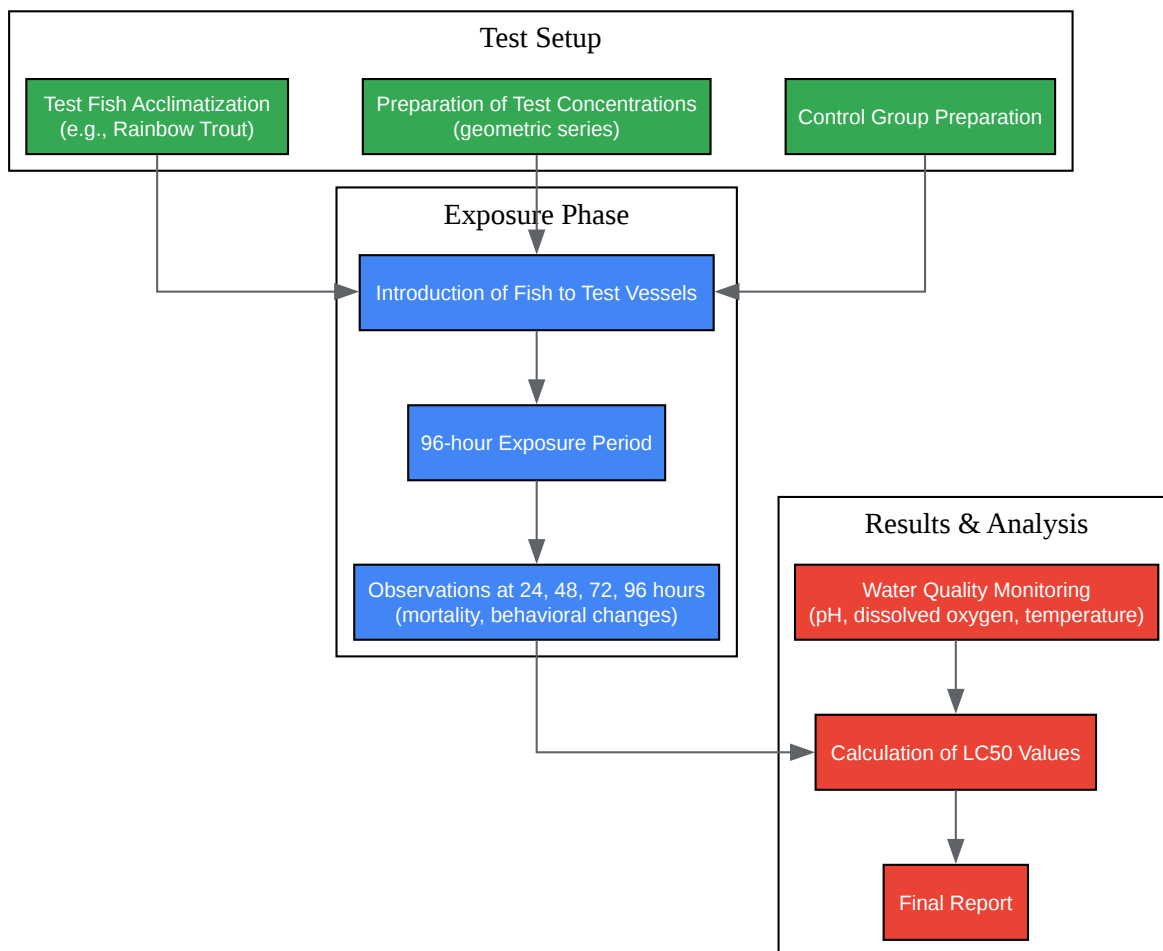 Test Setup
Test Fish Acclimatization
(e.g., Rainbow Trout)
Preparation of Test Concentrations
(geometric series)
Control Group Preparation
Exposure Phase
Introduction of Fish to Test Vessels
96-hour Exposure Period
Observations at 24, 48, 72, 96 hours
(mortality, behavioral changes)
Results & Analysis
Water Quality Monitoring
(pH, dissolved oxygen, temperature)
Calculation of LC50 Values
Final Report